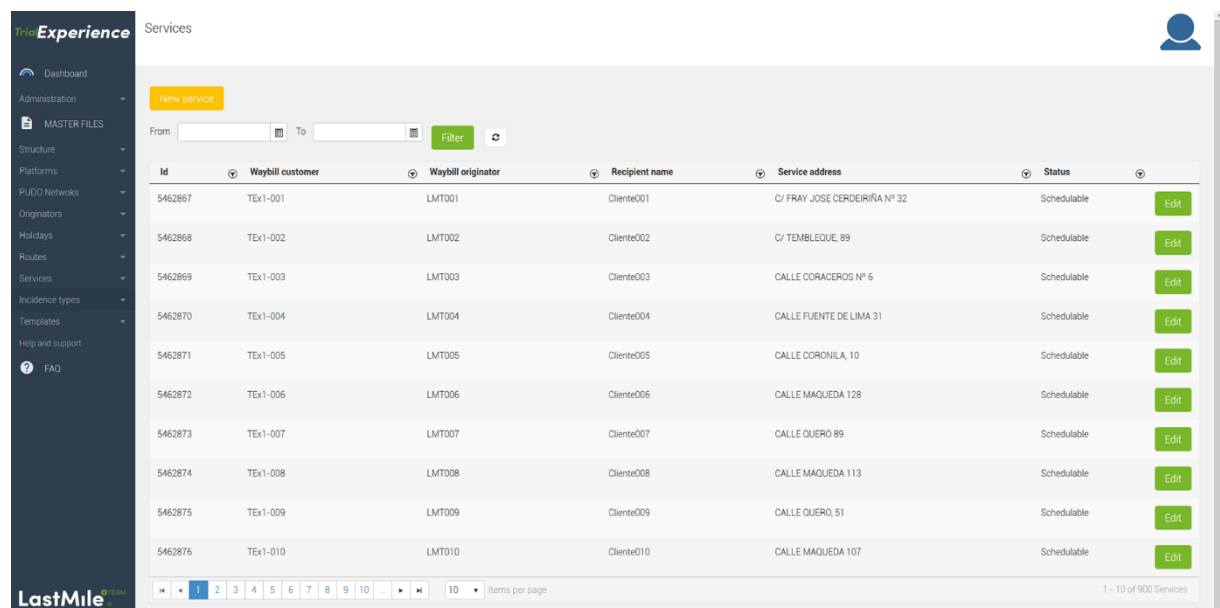 TrialExperience
Services
Dashboard
Administration
MASTER FILES
Structure
Platforms
PUDO Netwoks
Originators
Holidays
Routes
Services
Incidence types
Templates
Help and support
FAQ
LastMile TEAM
New service
From To Filter
Id Waybill customer Waybill originator Recipient name Service address Status
5462867 TEx1-001 LMT001 Cliente001 C/ FRAY JOSE CERDEIRIÑA Nº 32 Schedulable Edit
5462868 TEx1-002 LMT002 Cliente002 C/ TEMBLEQUE, 89 Schedulable Edit
5462869 TEx1-003 LMT003 Cliente003 CALLE CORACEROS Nº 6 Schedulable Edit
5462870 TEx1-004 LMT004 Cliente004 CALLE FUENTE DE LIMA 31 Schedulable Edit
5462871 TEx1-005 LMT005 Cliente005 CALLE CORONILA, 10 Schedulable Edit
5462872 TEx1-006 LMT006 Cliente006 CALLE MAQUEDA 128 Schedulable Edit
5462873 TEx1-007 LMT007 Cliente007 CALLE QUERO 89 Schedulable Edit
5462874 TEx1-008 LMT008 Cliente008 CALLE MAQUEDA 113 Schedulable Edit
5462875 TEx1-009 LMT009 Cliente009 CALLE QUERO, 51 Schedulable Edit
5462876 TEx1-010 LMT010 Cliente010 CALLE MAQUEDA 107 Schedulable Edit
1 2 3 4 5 6 7 8 9 10 ... 10 Items per page 1 - 10 of 900 Services